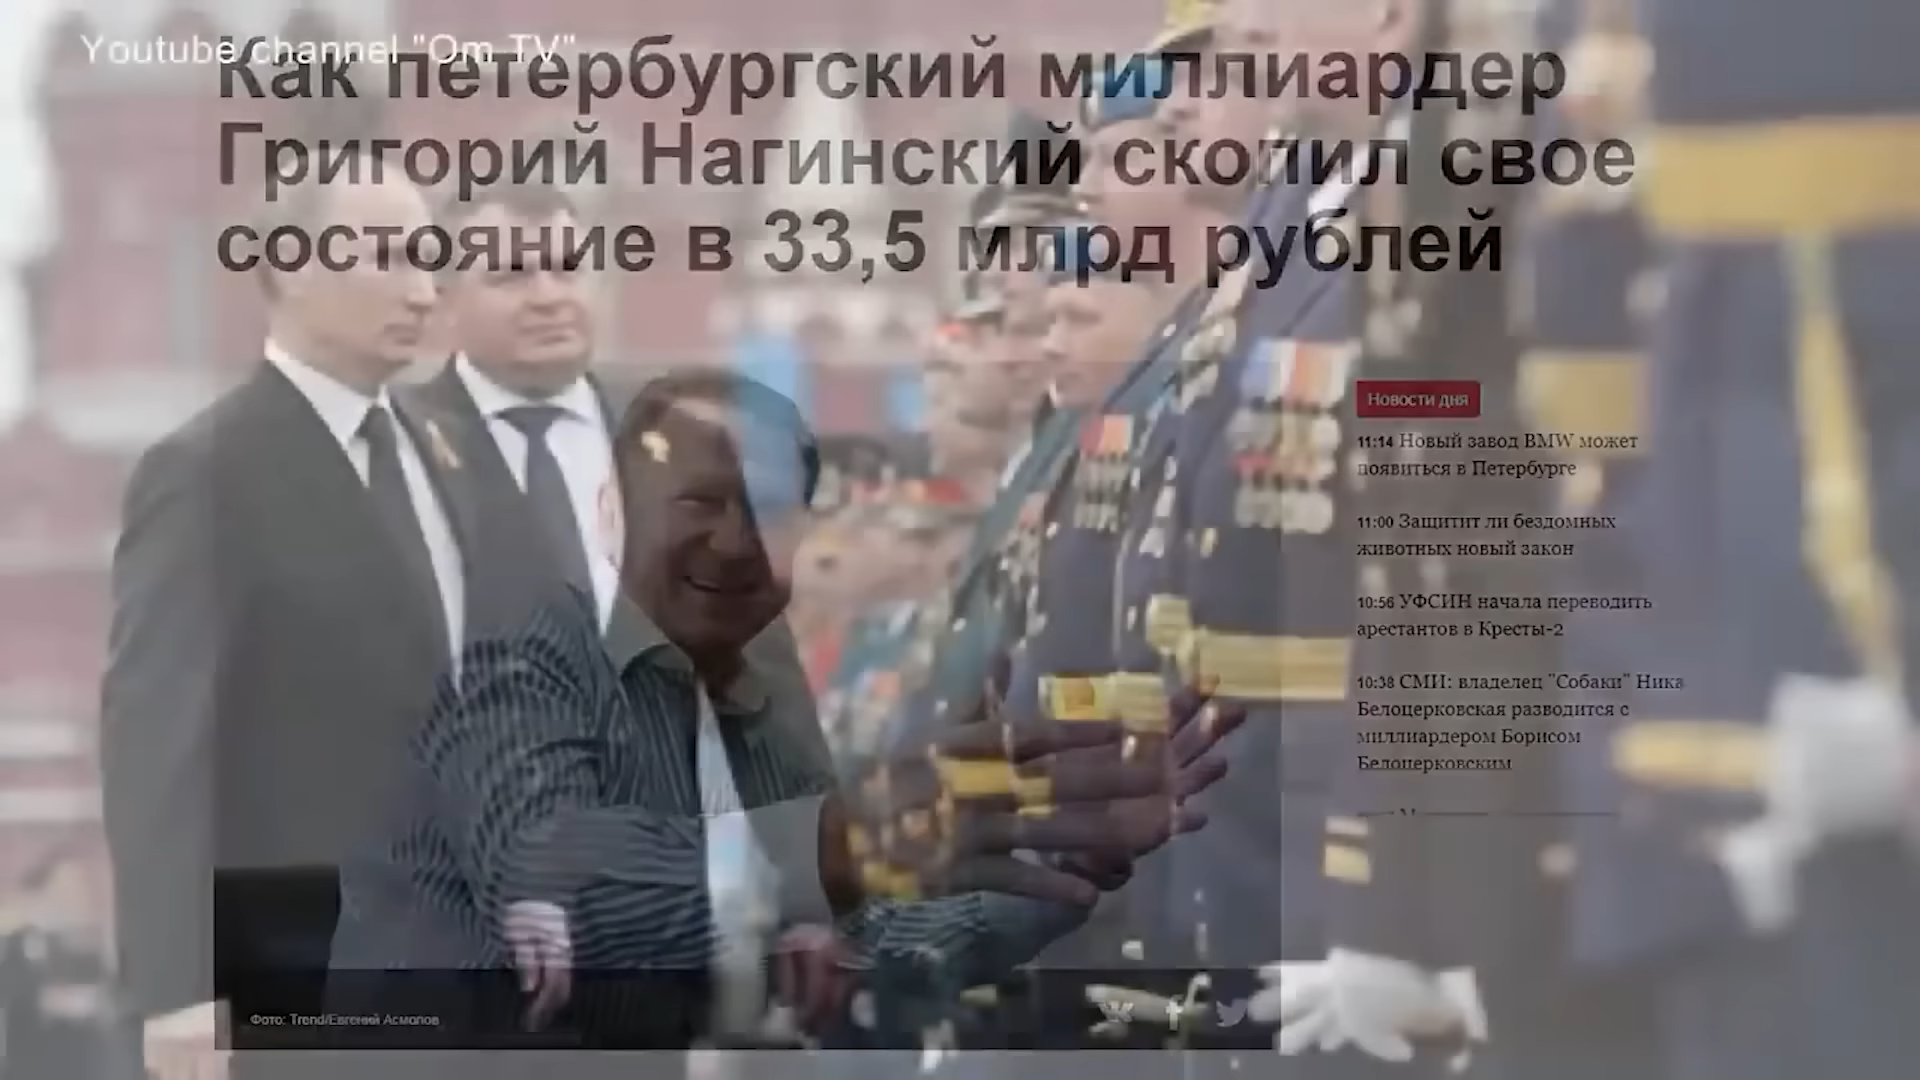 Youtube channel "Om TV"
Как петербургский миллиардер
Григорий Нагинский скопил свое
состояние в 33,5 млрд рублей
Новости дня
11:14 Новый завод BMW может
появиться в Петербурге
11:00 Защитит ли бездомных
животных новый закон
10:56 УФСИН начала переводить
арестантов в Кресты-2
10:38 СМИ: владелец "Собаки" Ника
Белоцерковская разводится с
миллиардером Борисом
Белоцерковским
Фото: Trend/Евгений Асмолов